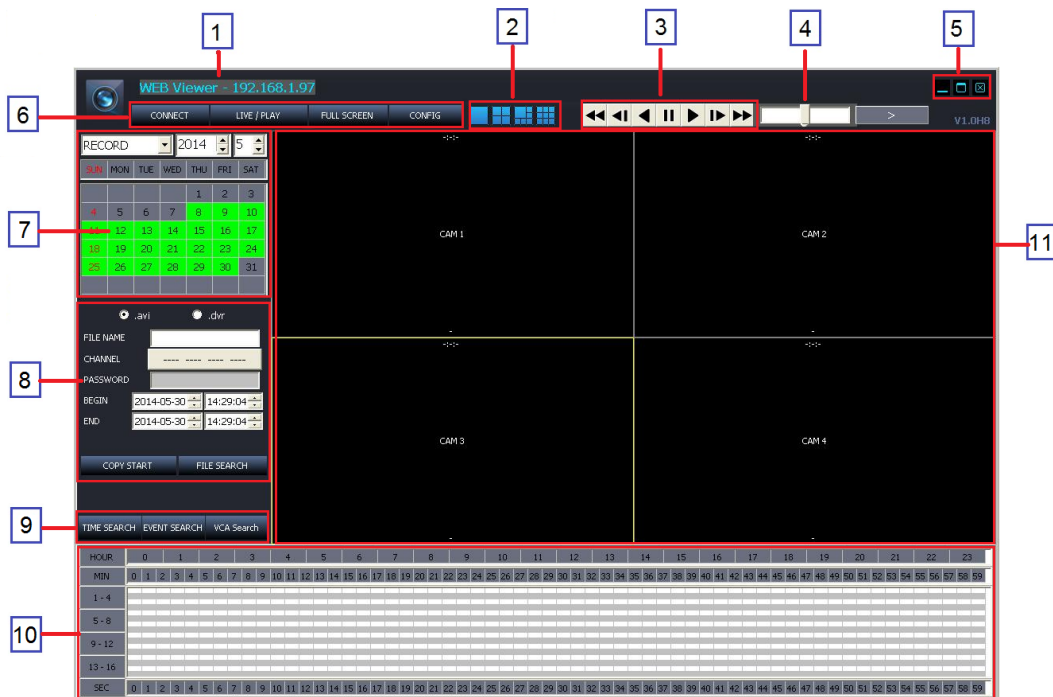 1
2
3
4
5
WEB Viewer - 192.168.1.97
6
CONNECT LIVE / PLAY FULL SCREEN CONFIG
>
V1.0H8
RECORD 2014 5
SUN MON TUE WED THU FRI SAT
1 2 3
4 5 6 7 8 9 10
11 12 13 14 15 16 17
18 19 20 21 22 23 24
25 26 27 28 29 30 31
7
-:-:-
CAM 1
-
-:-:-
CAM 2
-
11
.avi .dvr
FILE NAME
CHANNEL ---- ---- ---- ----
PASSWORD
BEGIN 2014-05-30 14:29:04
END 2014-05-30 14:29:04
8
COPY START FILE SEARCH
-:-:-
CAM 3
-
-:-:-
CAM 4
-
9
TIME SEARCH EVENT SEARCH VCA Search
HOUR 0 1 2 3 4 5 6 7 8 9 10 11 12 13 14 15 16 17 18 19 20 21 22 23
MIN 0 1 2 3 4 5 6 7 8 9 10 11 12 13 14 15 16 17 18 19 20 21 22 23 24 25 26 27 28 29 30 31 32 33 34 35 36 37 38 39 40 41 42 43 44 45 46 47 48 49 50 51 52 53 54 55 56 57 58 59
1 - 4
5 - 8
10
9 - 12
13 - 16
SEC 0 1 2 3 4 5 6 7 8 9 10 11 12 13 14 15 16 17 18 19 20 21 22 23 24 25 26 27 28 29 30 31 32 33 34 35 36 37 38 39 40 41 42 43 44 45 46 47 48 49 50 51 52 53 54 55 56 57 58 59